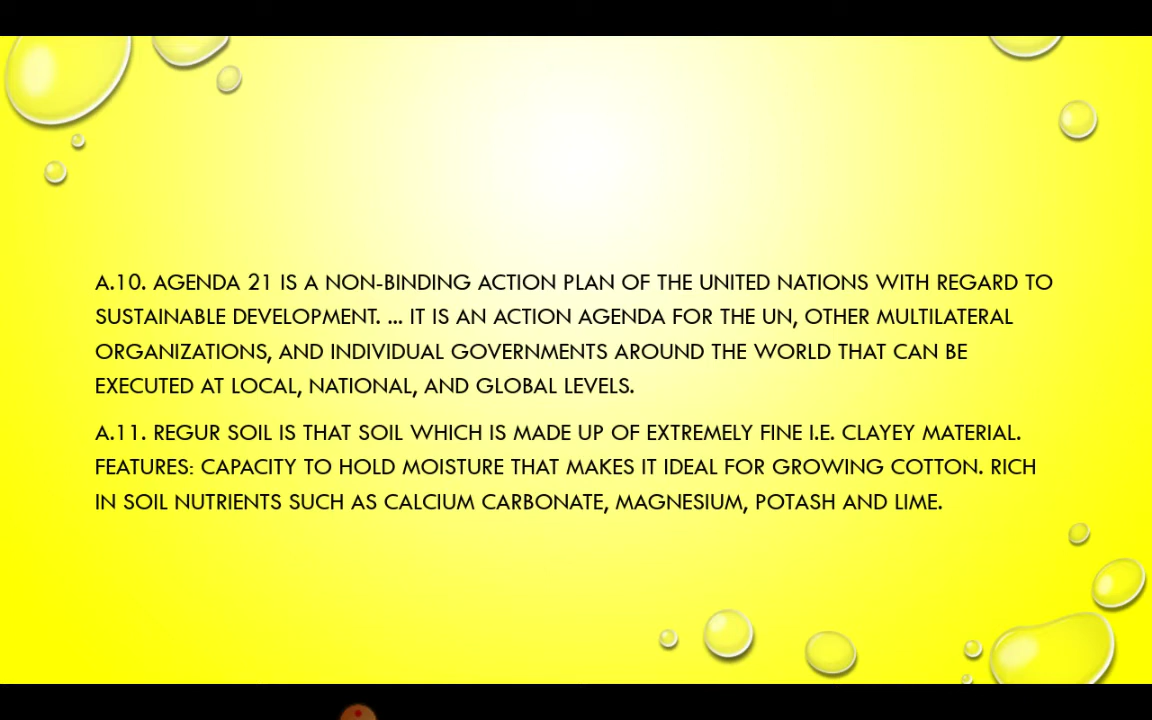 A.10. AGENDA 21 IS A NON-BINDING ACTION PLAN OF THE UNITED NATIONS WITH REGARD TO
SUSTAINABLE DEVELOPMENT. ... IT IS AN ACTION AGENDA FOR THE UN, OTHER MULTILATERAL
ORGANIZATIONS, AND INDIVIDUAL GOVERNMENTS AROUND THE WORLD THAT CAN BE
EXECUTED AT LOCAL, NATIONAL, AND GLOBAL LEVELS.
A.11. REGUR SOIL IS THAT SOIL WHICH IS MADE UP OF EXTREMELY FINE I.E. CLAYEY MATERIAL.
FEATURES: CAPACITY TO HOLD MOISTURE THAT MAKES IT IDEAL FOR GROWING COTTON. RICH
IN SOIL NUTRIENTS SUCH AS CALCIUM CARBONATE, MAGNESIUM, POTASH AND LIME.